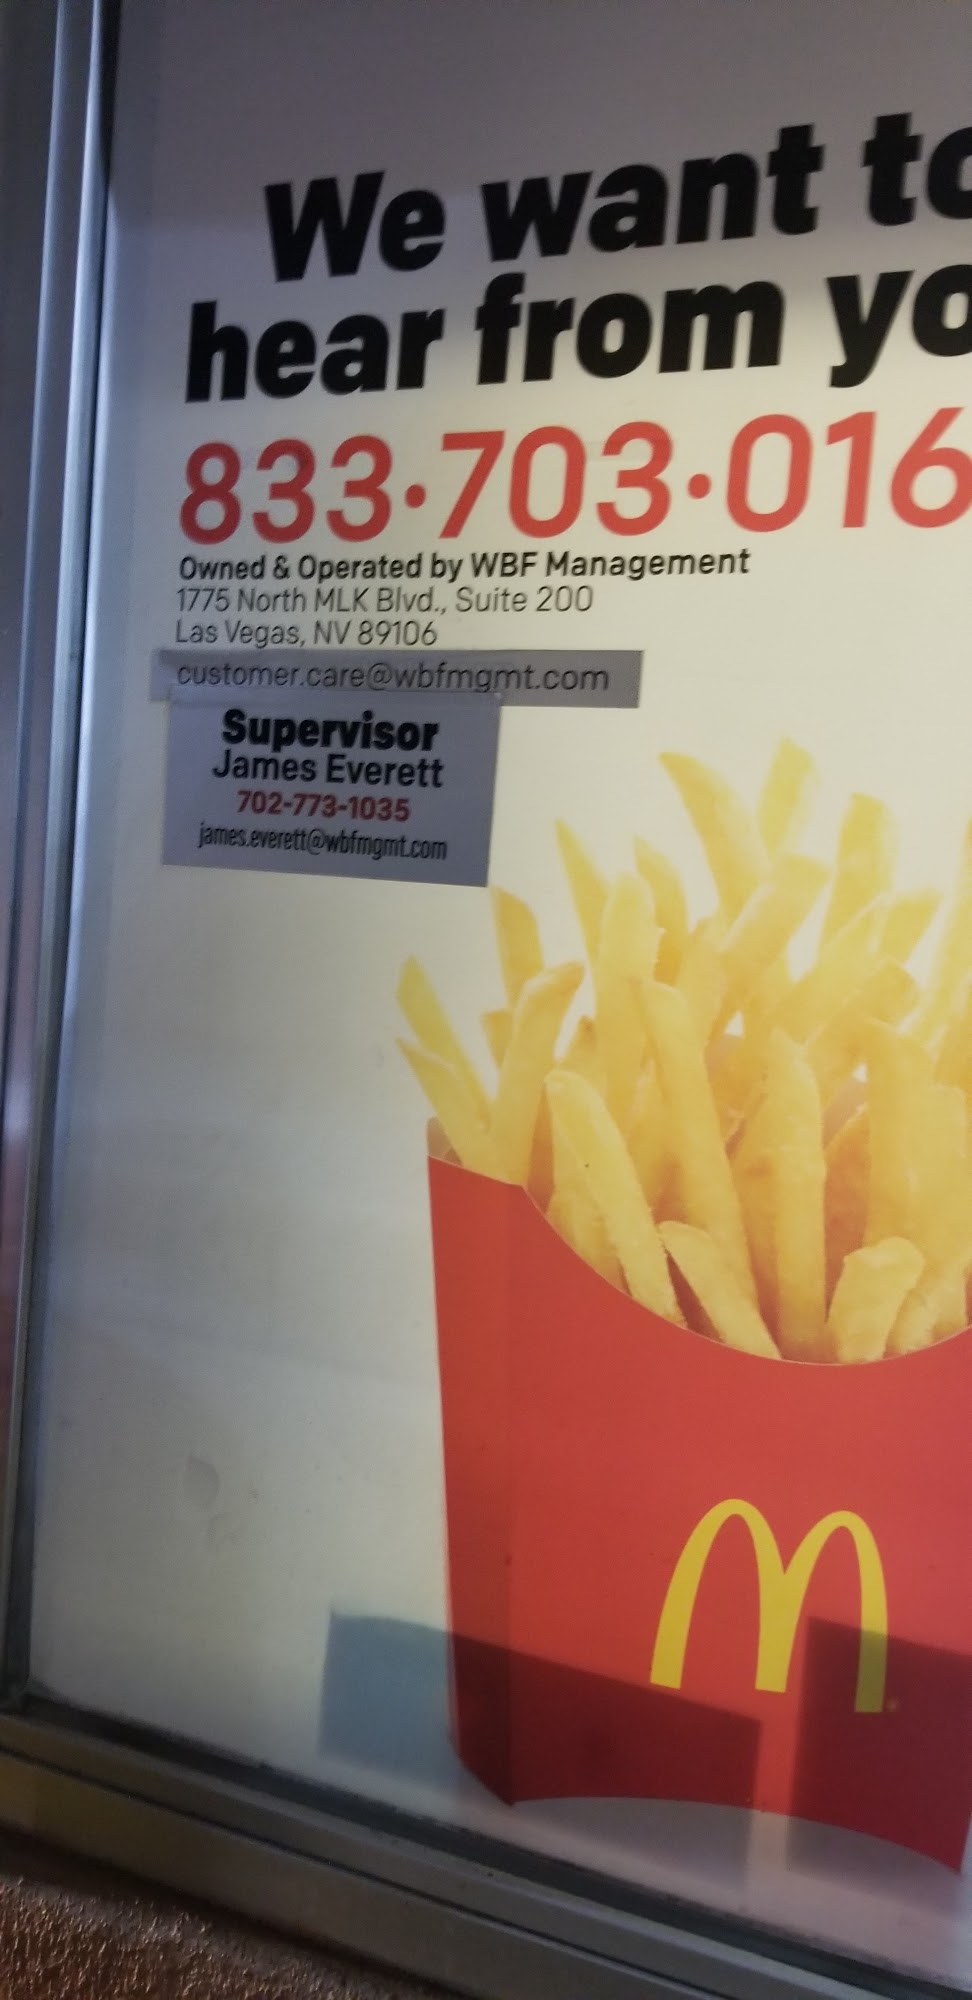 We want to
hear from yo
833·703·016
Owned & Operated by WBF Management
1775 North MLK Blvd., Suite 200
Las Vegas, NV 89106
customer.care@wbfmgmt.com
Supervisor
James Everett
702-773-1035
james.everett@wbfmgmt.com